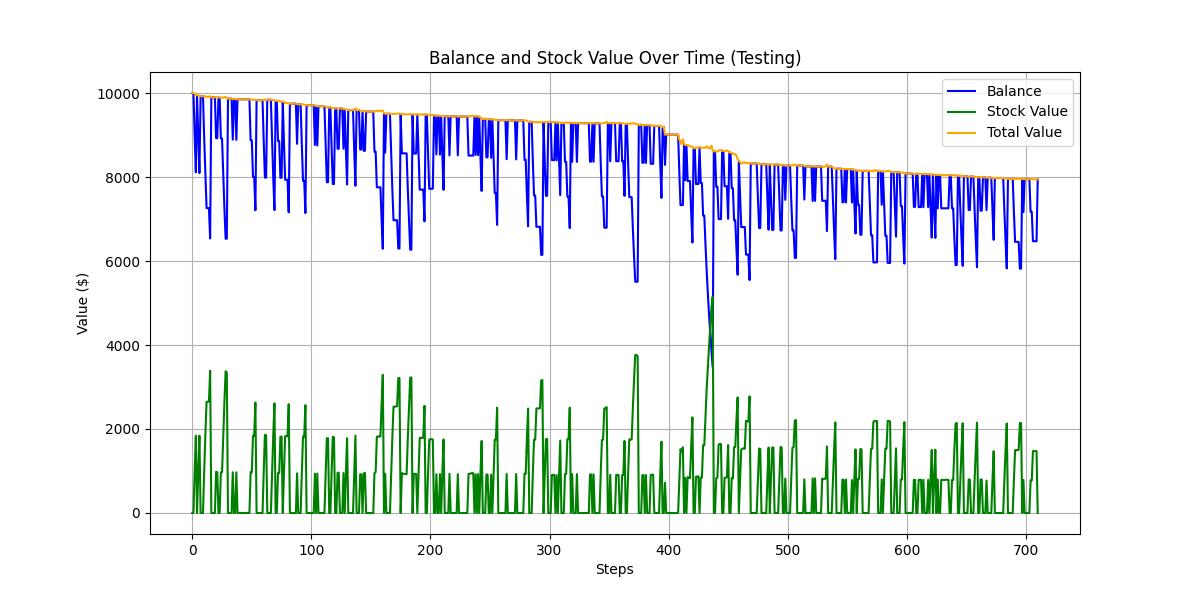 Balance and Stock Value Over Time (Testing)
Balance
Stock Value
Total Value
Value ($)
10000
8000
6000
4000
2000
0
0 100 200 300 400 500 600 700
Steps